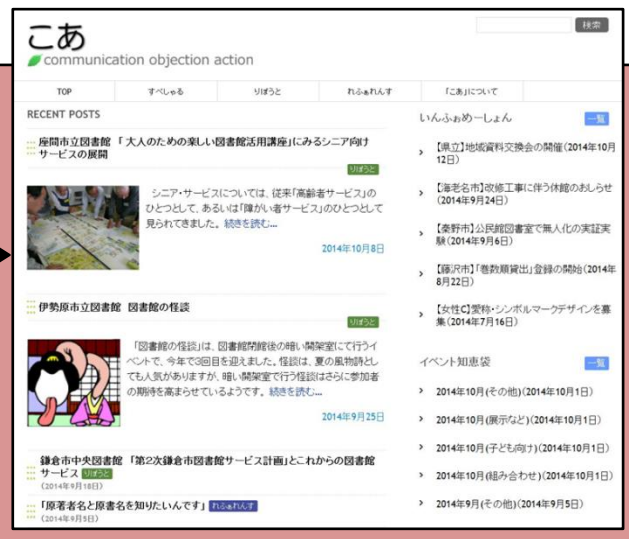 こあ
communication objection action
検索
TOP
すぺしゃる
りぽうと
れふぁれんす
「こあ」について
RECENT POSTS
座間市立図書館 「大人のための楽しい図書館活用講座」にみるシニア向け
サービスの展開
りぽうと
シニア・サービスについては、従来「高齢者サービス」の
ひとつとして、あるいは「障がい者サービス」のひとつとして
見られてきました。 続きを読む...
2014年10月8日
伊勢原市立図書館 図書館の怪談
りぽうと
「図書館の怪談」は、図書館閉館後の暗い開架室にて行うイ
ベントで、今年で3回目を迎えました。怪談は、夏の風物詩とし
ても人気がありますが、暗い開架室で行う怪談はさらに参加者
の期待を高まらせているようです。 続きを読む...
2014年9月25日
鎌倉市中央図書館 「第2次鎌倉市図書館サービス計画」とこれからの図書館
サービス りぽうと
(2014年9月18日)
「原著者名と原書名を知りたいんです」 れふぁれんす
(2014年9月5日)
いんふぉめーしょん
一覧
【県立】地域資料交換会の開催(2014年10月
12日)
【海老名市】改修工事に伴う休館のおしらせ
(2014年9月24日)
【秦野市】公民館図書室で無人化の実証実
験(2014年9月6日)
【藤沢市】「巻数順貸出」登録の開始(2014年
8月22日)
【女性C】愛称・シンボルマークデザインを募
集(2014年7月16日)
イベント知恵袋
一覧
2014年10月(その他)(2014年10月1日)
2014年10月(展示など)(2014年10月1日)
2014年10月(子ども向け)(2014年10月1日)
2014年10月(組み合わせ)(2014年10月1日)
2014年9月(その他)(2014年9月5日)